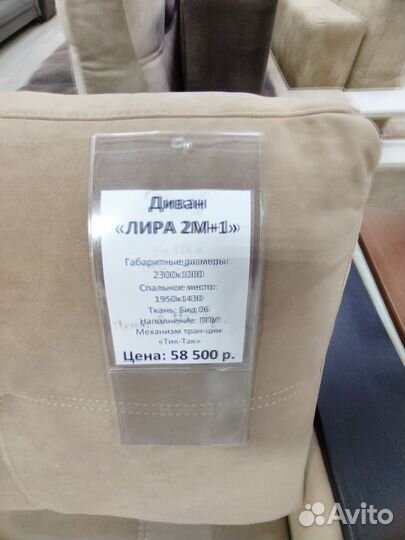 Диван
«ЛИРА 2М+1»
Габаритные размеры:
2300х1000
Спальное место:
1950х1430
Ткань: Бид 06
Наполнение: ППУ
Механизм тран-ции:
«Тик-Так»
Цена: 58 500 р.
Avito